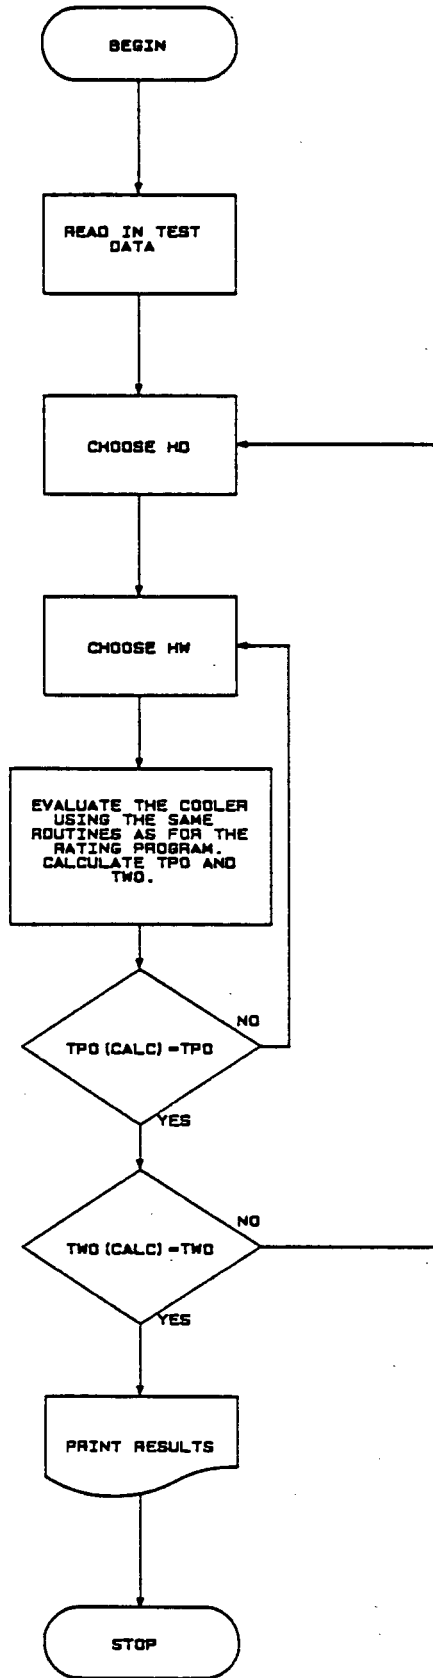 BEGIN
READ IN TEST
DATA
CHOOSE HD
CHOOSE HW
EVALUATE THE COOLER
USING THE SAME
ROUTINES AS FOR THE
RATING PROGRAM.
CALCULATE TPO AND
TWO.
NO
TPO (CALC) =TPO
YES
NO
TWO (CALC) =TWO
YES
PRINT RESULTS
STOP